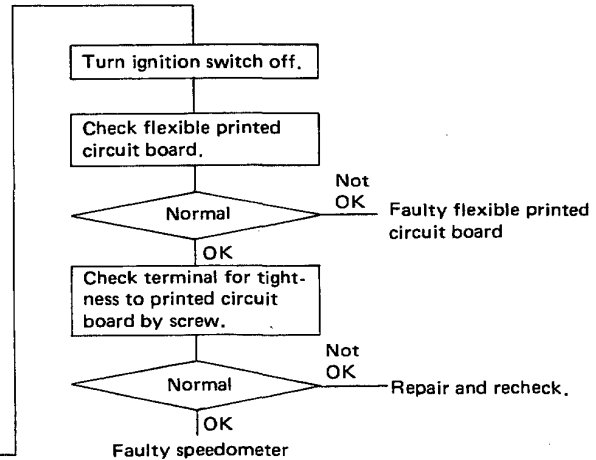 Turn ignition switch off.
Check flexible printed
circuit board.
Normal
Not
OK
Faulty flexible printed
circuit board
OK
Check terminal for tight-
ness to printed circuit
board by screw.
Normal
Not
OK
Repair and recheck.
OK
Faulty speedometer